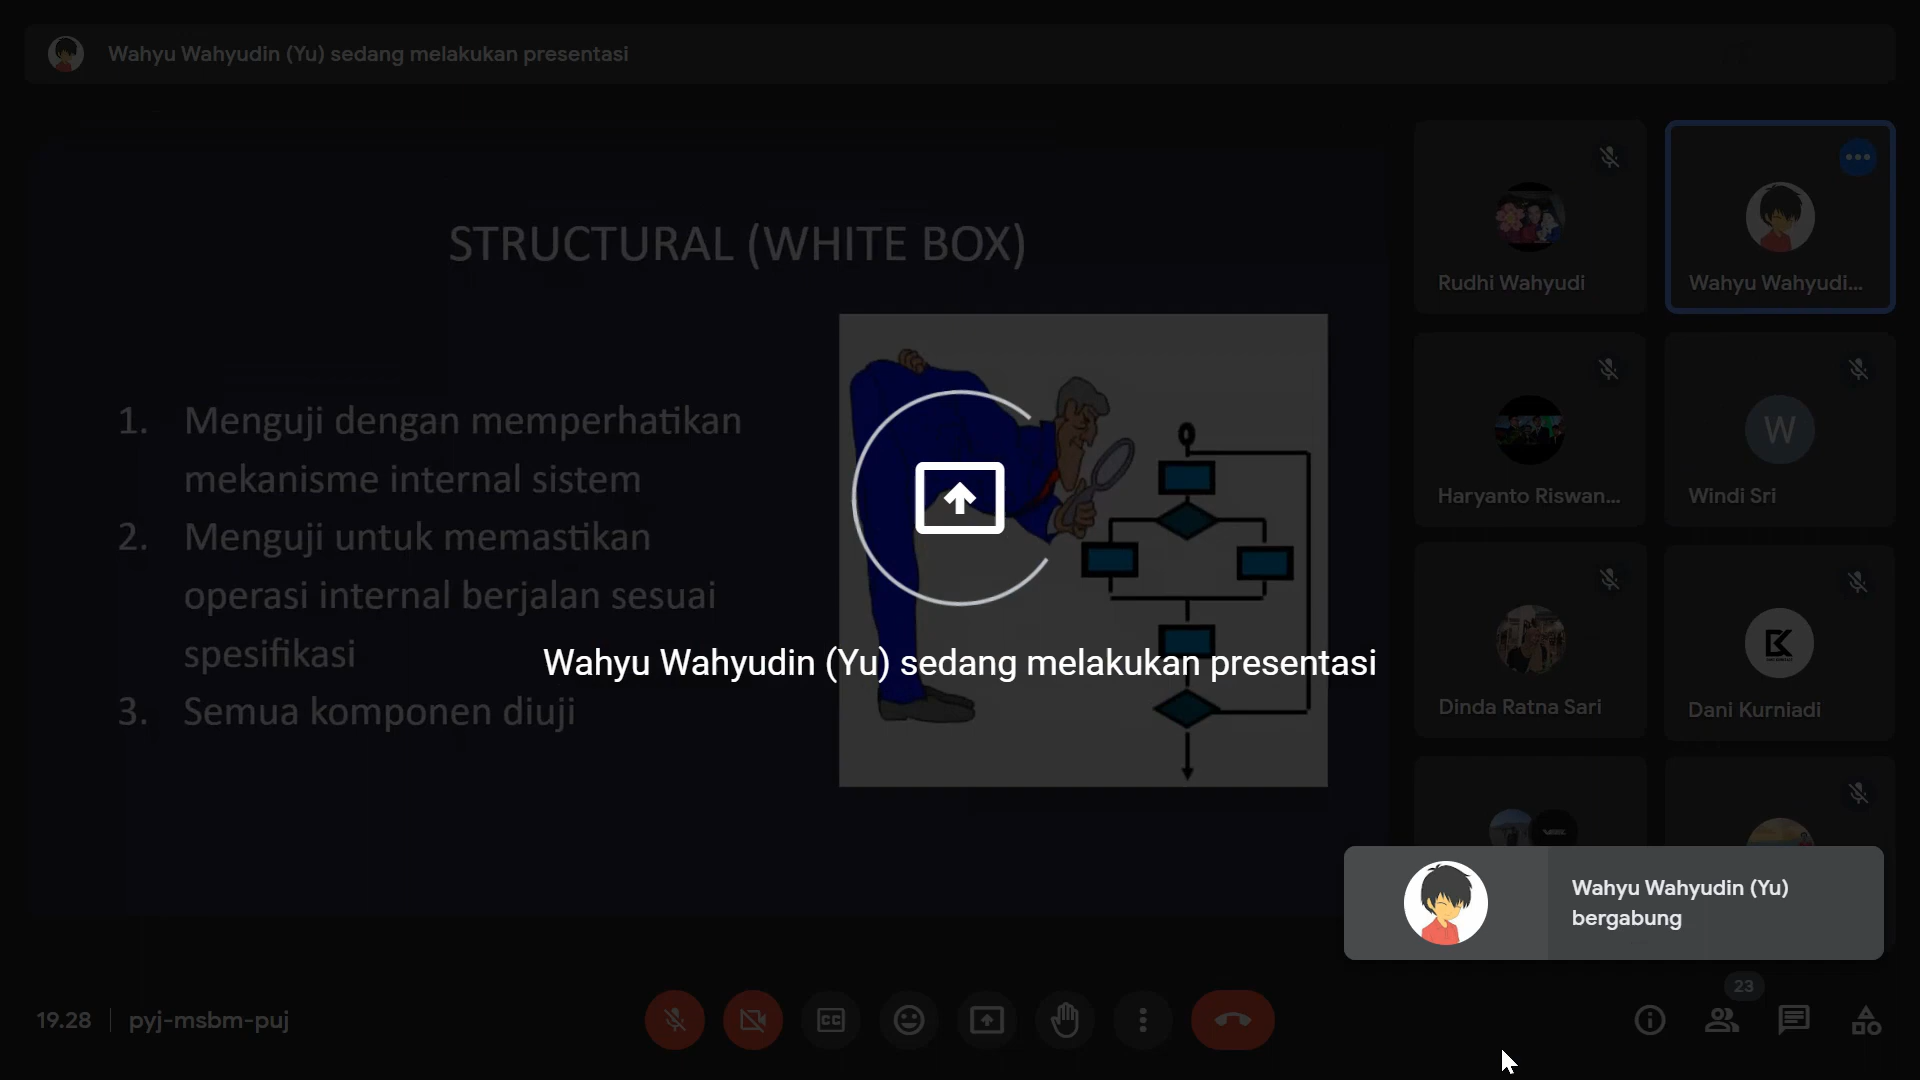 Wahyu Wahyudin (Yu) sedang melakukan presentasi
STRUCTURAL (WHITE BOX)
1. Menguji dengan memperhatikan
mekanisme internal sistem
2. Menguji untuk memastikan
operasi internal berjalan sesuai
spesifikasi
3. Semua komponen diuji
Wahyu Wahyudin (Yu) sedang melakukan presentasi
Rudhi Wahyudi
Wahyu Wahyudi...
Haryanto Riswan...
W
Windi Sri
Dinda Ratna Sari
Dani Kurniadi
Wahyu Wahyudin (Yu)
bergabung
19.28
pyj-msbm-puj
CC
23